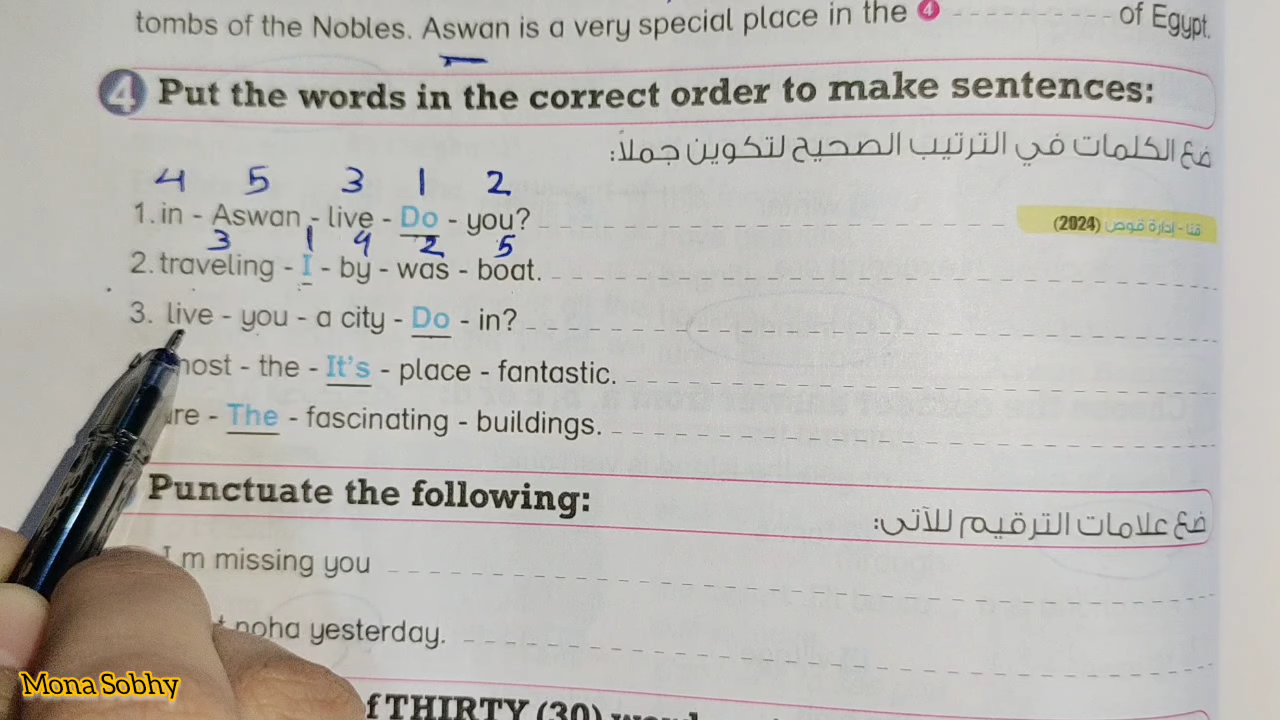 tombs of the Nobles. Aswan is a very special place in the 4 ---------- of Egypt.
4 Put the words in the correct order to make sentences:
ضع الكلمات في الترتيب الصحيح لتكوين جملاً:
4 5 3 1 2
1. in - Aswan - live - Do - you?
قنا - إدارة قوص (2024)
3 1 4 2 5
2. traveling - I - by - was - boat.
3. live - you - a city - Do - in?
most - the - It's - place - fantastic.
are - The - fascinating - buildings.
Punctuate the following:
ضع علامات الترقيم للآتى:
I m missing you
noha yesterday.
Mona Sobhy
f THIRTY (30)